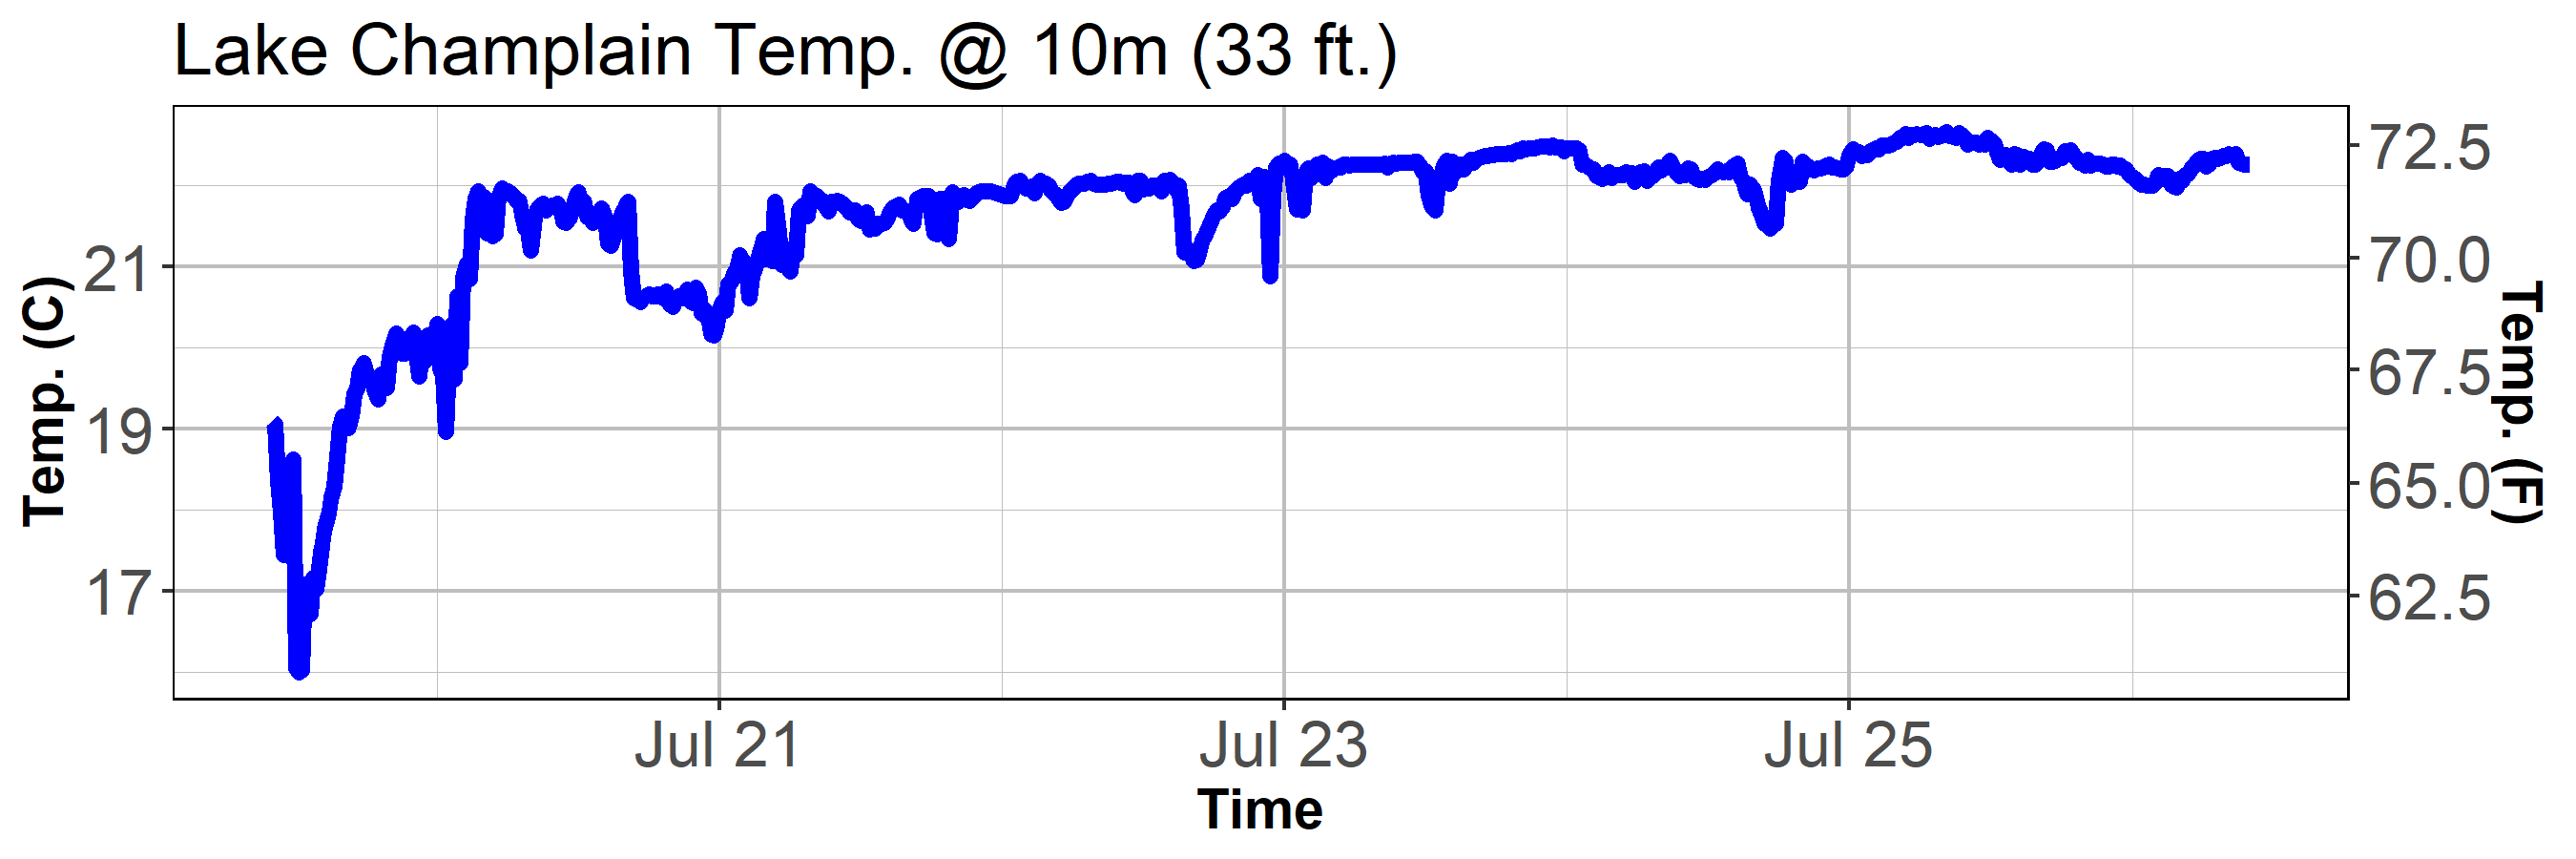 Lake Champlain Temp. @ 10m (33 ft.)
Temp. (C)
21
19
17
72.5
70.0
67.5
65.0
62.5
Temp. (F)
Jul 21 Jul 23 Jul 25
Time